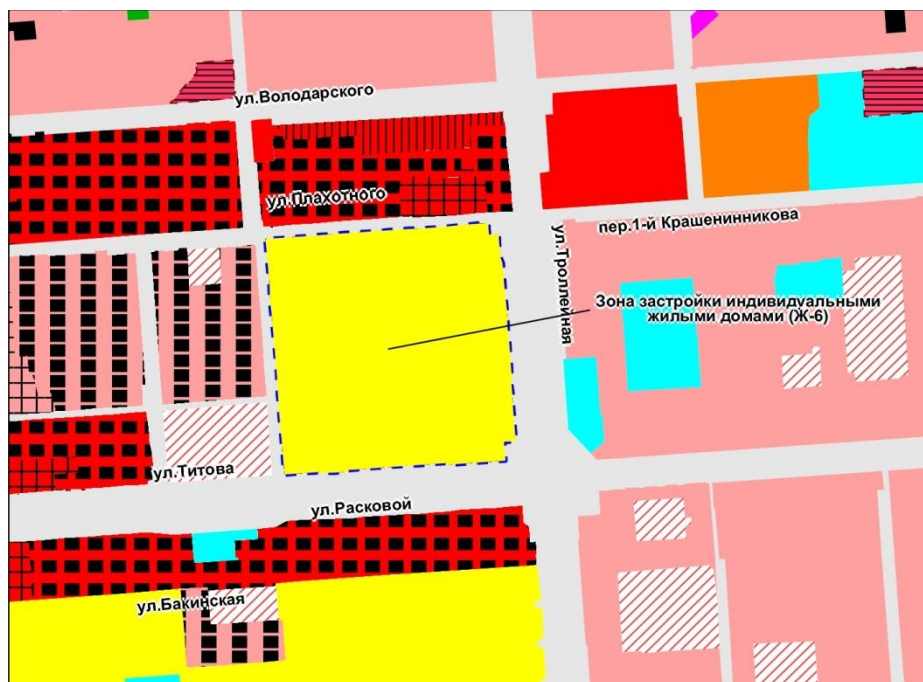 ул.Володарского
ул.Плахотного
пер.1-й Крашенинникова
ул.Троллейная
Зона застройки индивидуальными
жилыми домами (Ж-6)
ул.Титова
ул.Расковой
ул.Бакинская